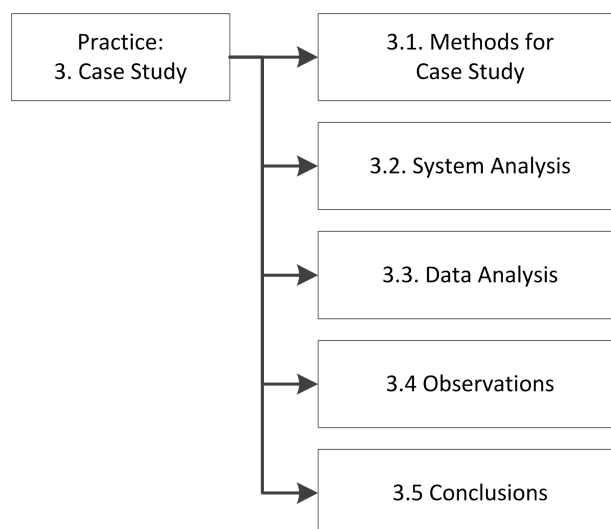 Practice:
3. Case Study
3.1. Methods for
Case Study
3.2. System Analysis
3.3. Data Analysis
3.4 Observations
3.5 Conclusions